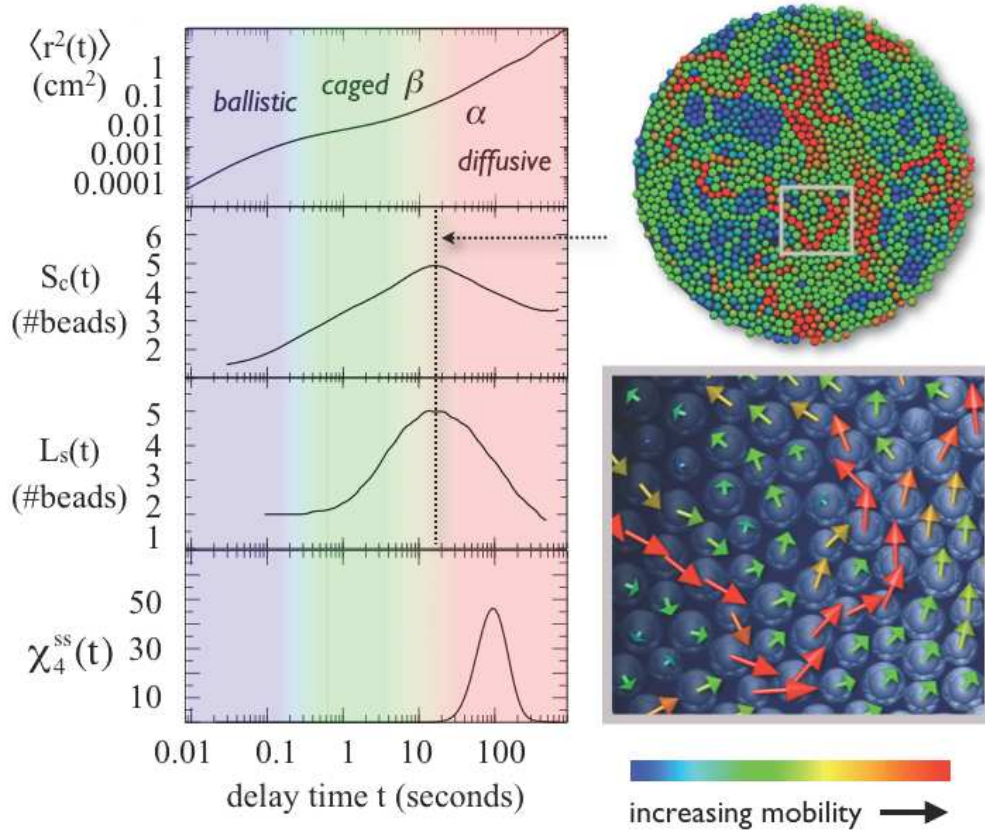 ⟨r²(t)⟩
(cm²)
1
0.1
0.01
0.001
0.0001
ballistic
caged β
α
diffusive
Sc(t)
(#beads)
6
5
4
3
2
Ls(t)
(#beads)
5
4
3
2
1
χ₄ˢˢ(t)
50
30
10
0.01 0.1 1 10 100
delay time t (seconds)
increasing mobility